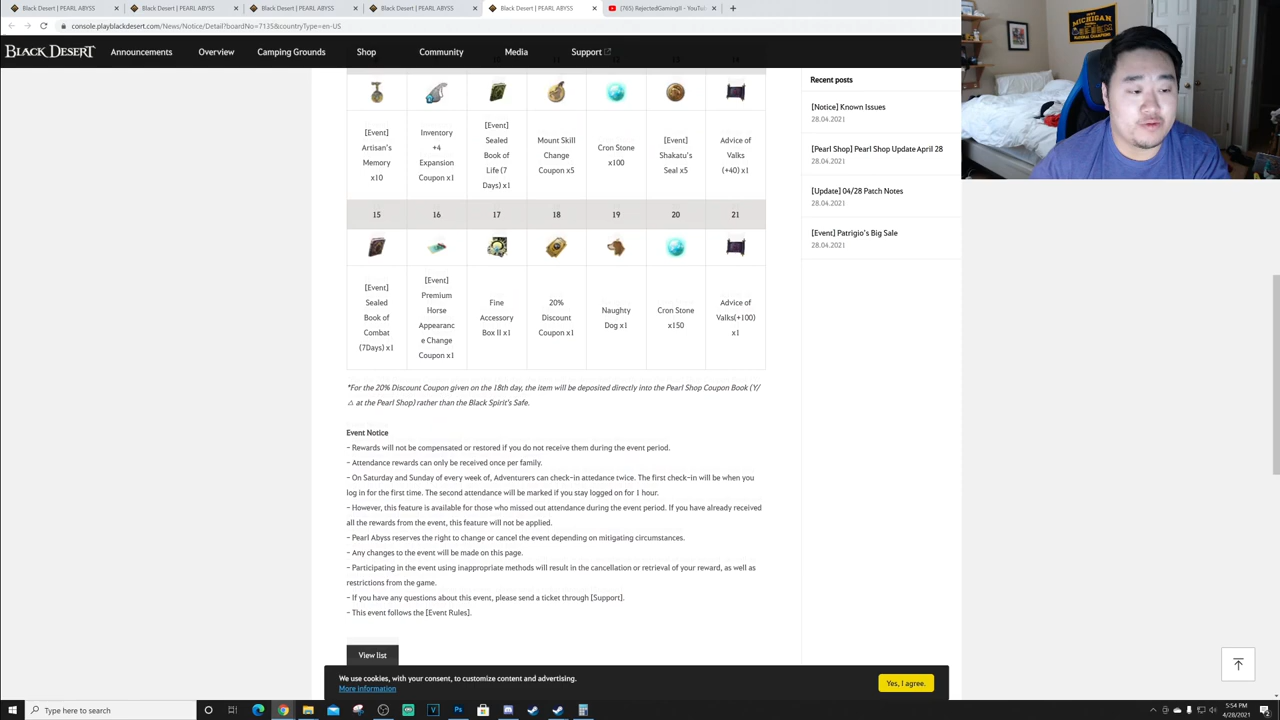 Black Desert | PEARL ABYSS
Black Desert | PEARL ABYSS
Black Desert | PEARL ABYSS
Black Desert | PEARL ABYSS
Black Desert | PEARL ABYSS
(765) RejectedGamingII - YouTu
console.playblackdesert.com/News/Notice/Detail?boardNo=7135&countryType=en-US
BLACK DESERT
Announcements
Overview
Camping Grounds
Shop
Community
Media
Support
MICHIGAN
[Event] Artisan's Memory x10
Inventory +4 Expansion Coupon x1
[Event] Sealed Book of Life (7 Days) x1
Mount Skill Change Coupon x5
Cron Stone x100
[Event] Shakatu's Seal x5
Advice of Valks (+40) x1
15 16 17 18 19 20 21
[Event] Sealed Book of Combat (7Days) x1
[Event] Premium Horse Appearanc e Change Coupon x1
Fine Accessory Box II x1
20% Discount Coupon x1
Naughty Dog x1
Cron Stone x150
Advice of Valks(+100) x1
*For the 20% Discount Coupon given on the 18th day, the item will be deposited directly into the Pearl Shop Coupon Book (Y/
△ at the Pearl Shop) rather than the Black Spirit's Safe.
Event Notice
- Rewards will not be compensated or restored if you do not receive them during the event period.
- Attendance rewards can only be received once per family.
- On Saturday and Sunday of every week of, Adventurers can check-in attedance twice. The first check-in will be when you
log in for the first time. The second attendance will be marked if you stay logged on for 1 hour.
- However, this feature is available for those who missed out attendance during the event period. If you have already received
all the rewards from the event, this feature will not be applied.
- Pearl Abyss reserves the right to change or cancel the event depending on mitigating circumstances.
- Any changes to the event will be made on this page.
- Participating in the event using inappropriate methods will result in the cancellation or retrieval of your reward, as well as
restrictions from the game.
- If you have any questions about this event, please send a ticket through [Support].
- This event follows the [Event Rules].
View list
Recent posts
[Notice] Known Issues
28.04.2021
[Pearl Shop] Pearl Shop Update April 28
28.04.2021
[Update] 04/28 Patch Notes
28.04.2021
[Event] Patrigio's Big Sale
28.04.2021
We use cookies, with your consent, to customize content and advertising.
More information
Yes, I agree.
Type here to search
5:54 PM
4/28/2021